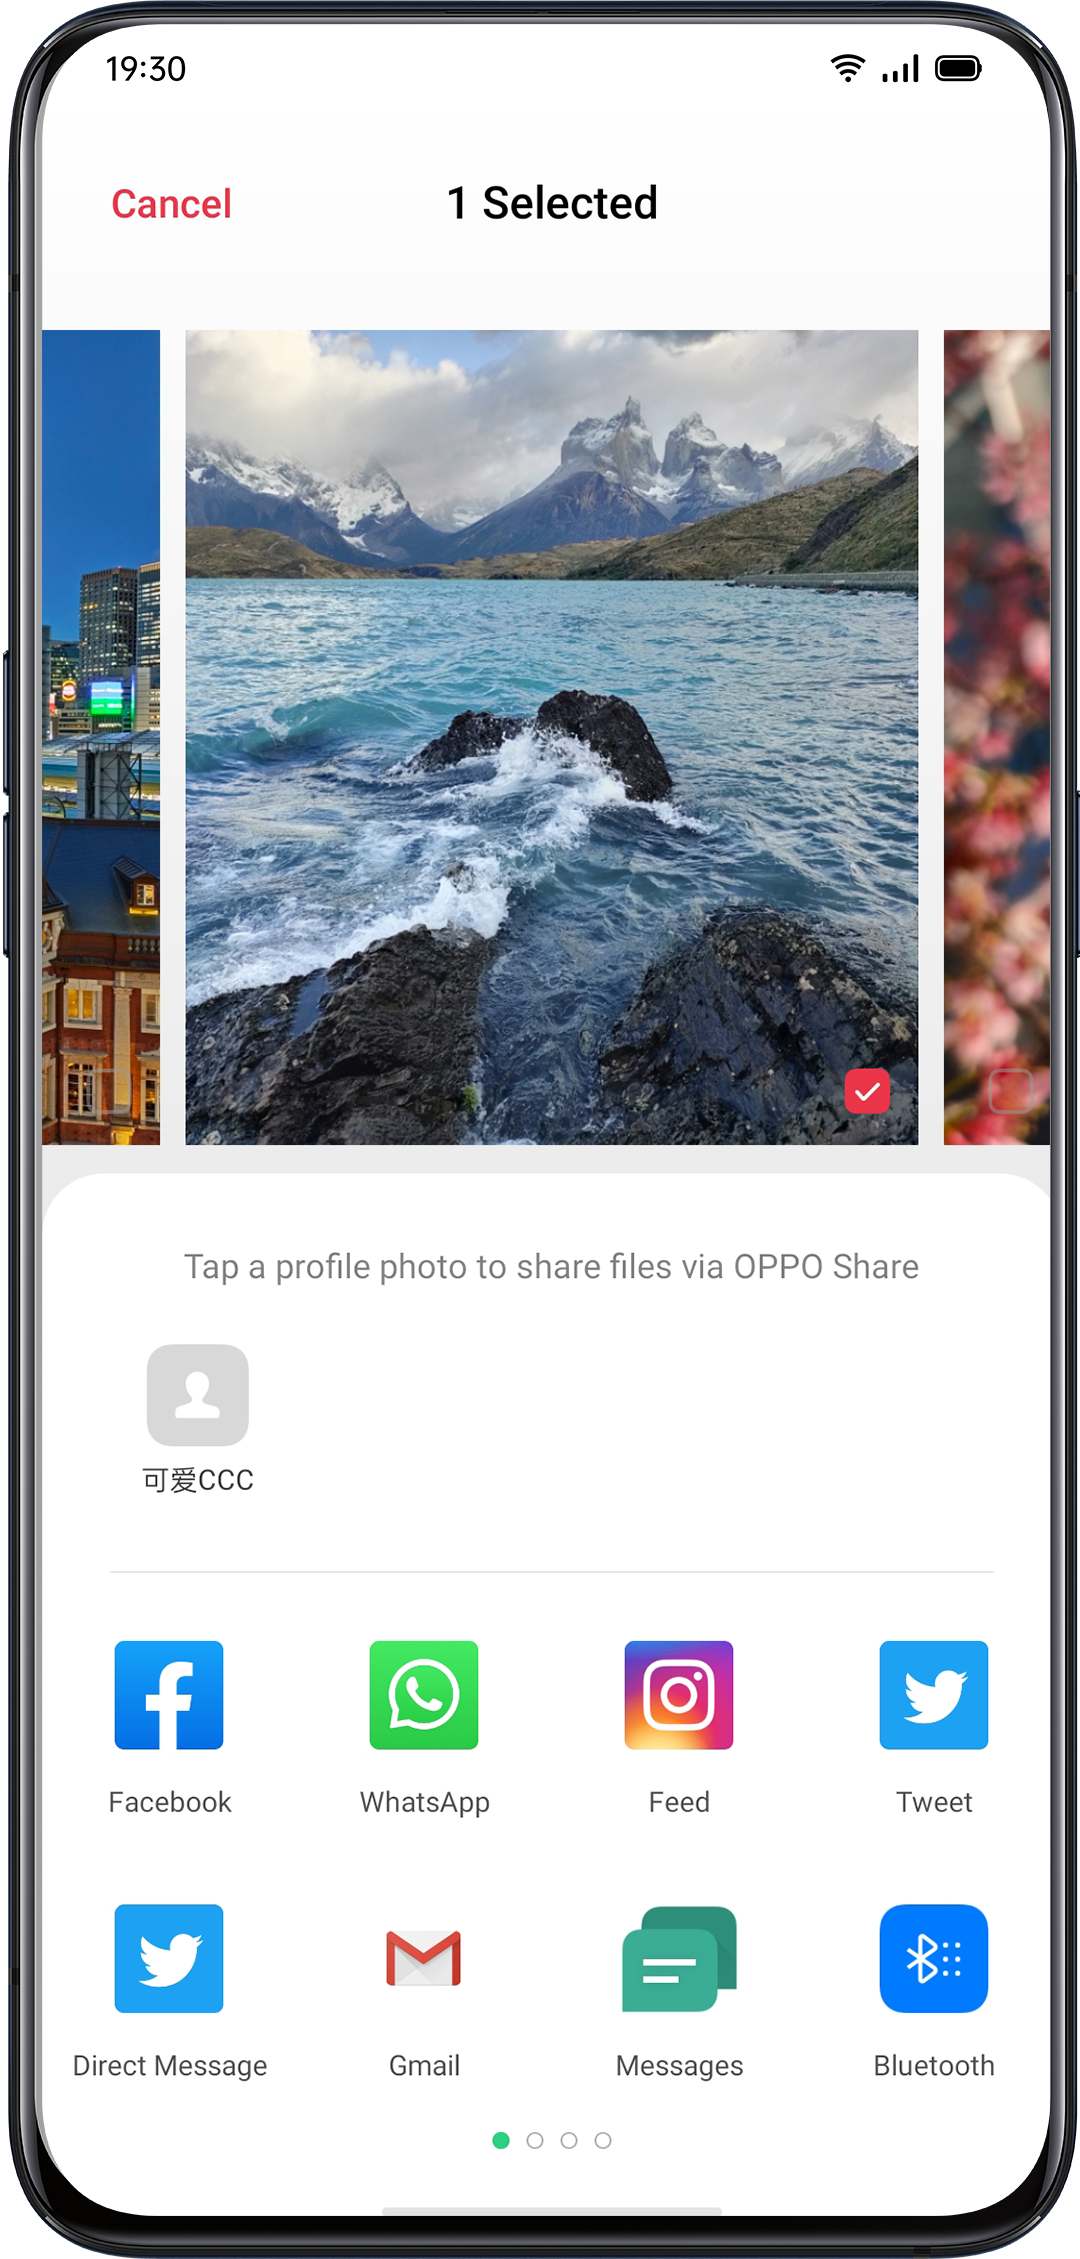 19:30
Cancel
1 Selected
Tap a profile photo to share files via OPPO Share
可爱CCC
Facebook
WhatsApp
Feed
Tweet
Direct Message
Gmail
Messages
Bluetooth